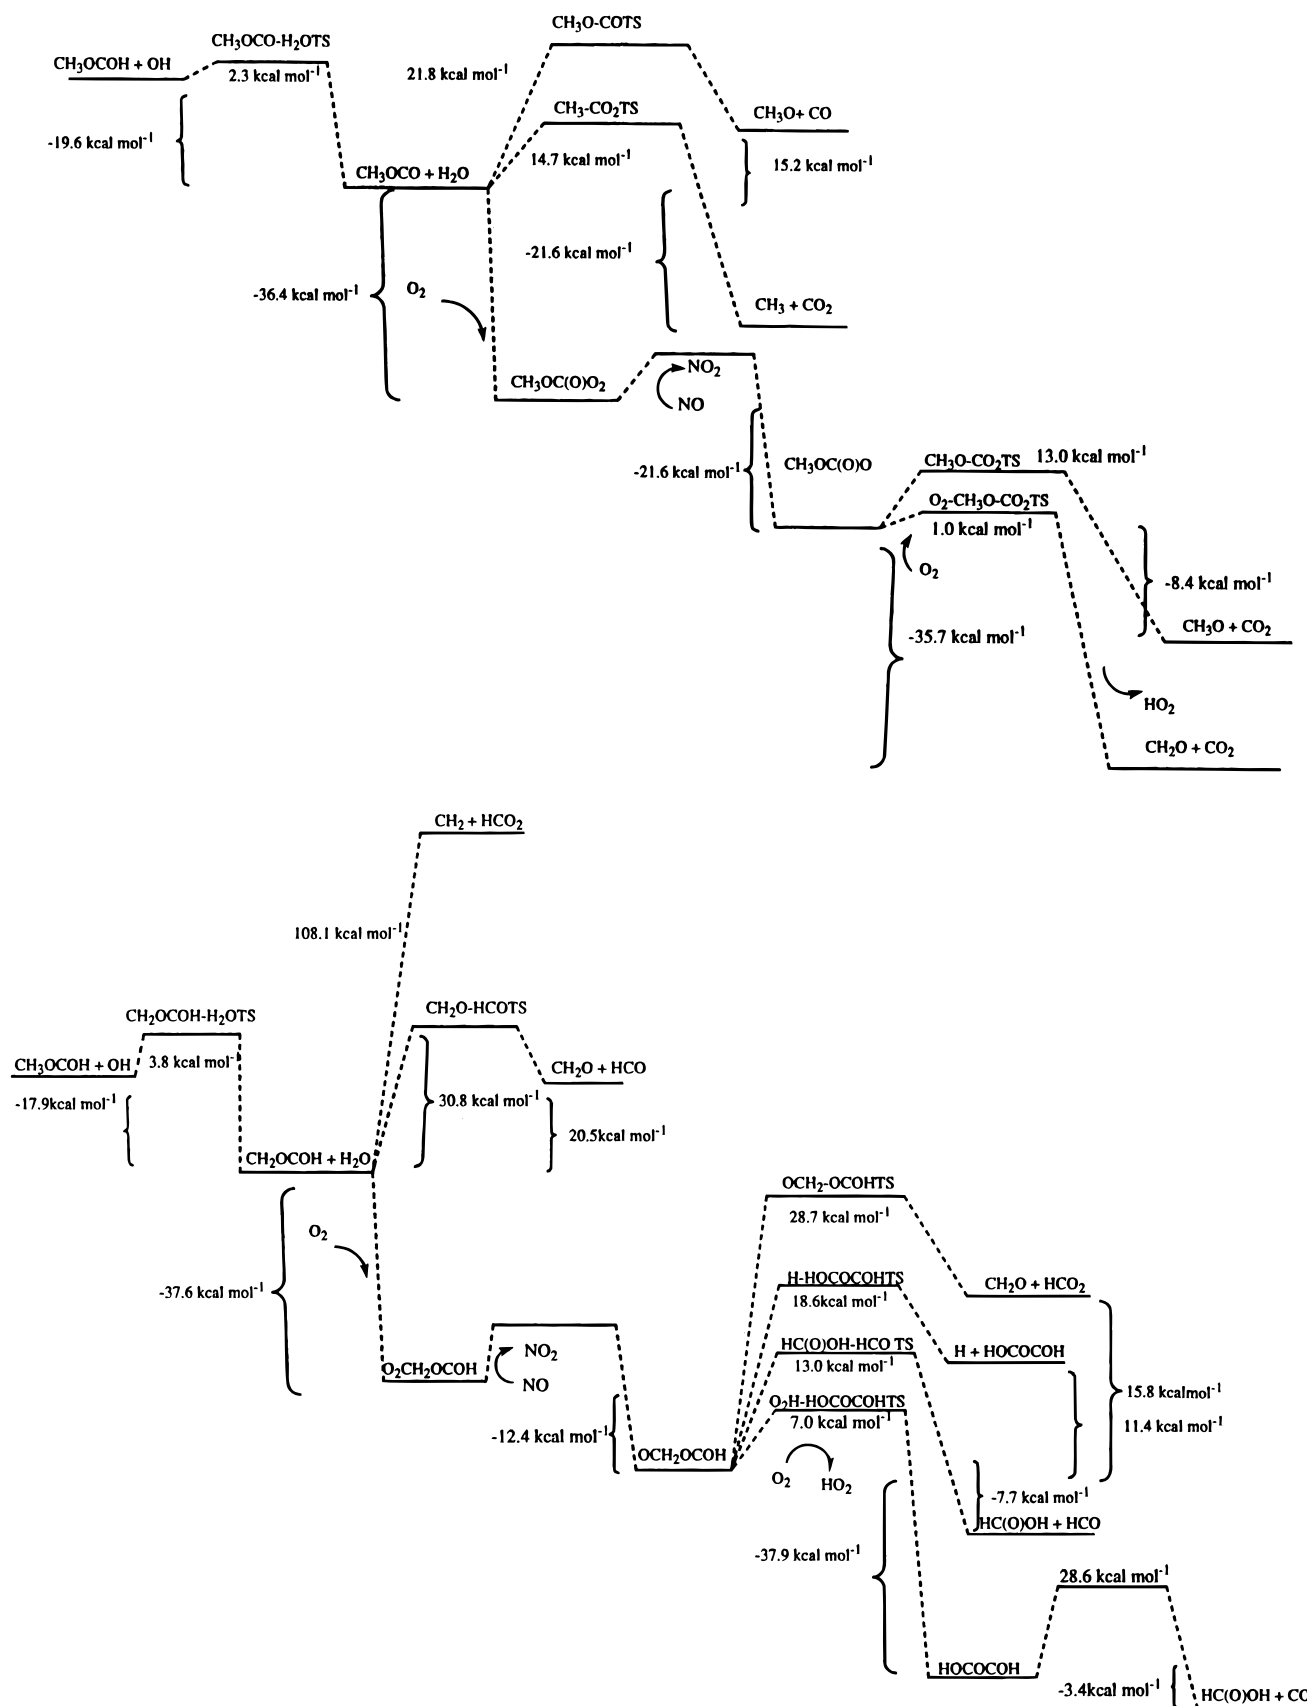 CH₃O-COTS
CH₃OCO-H₂OTS
CH₃OCOH + OH
2.3 kcal mol⁻¹
21.8 kcal mol⁻¹
CH₃-CO₂TS
CH₃O+ CO
-19.6 kcal mol⁻¹
14.7 kcal mol⁻¹
15.2 kcal mol⁻¹
CH₃OCO + H₂O
-21.6 kcal mol⁻¹
-36.4 kcal mol⁻¹
O₂
CH₃ + CO₂
NO₂
CH₃OC(O)O₂
NO
-21.6 kcal mol⁻¹
CH₃OC(O)O
CH₃O-CO₂TS
13.0 kcal mol⁻¹
O₂-CH₃O-CO₂TS
1.0 kcal mol⁻¹
O₂
-8.4 kcal mol⁻¹
-35.7 kcal mol⁻¹
CH₃O + CO₂
HO₂
CH₂O + CO₂
CH₂ + HCO₂
108.1 kcal mol⁻¹
CH₂OCOH-H₂OTS
CH₂O-HCOTS
CH₃OCOH + OH
3.8 kcal mol⁻¹
CH₂O + HCO
-17.9kcal mol⁻¹
30.8 kcal mol⁻¹
20.5kcal mol⁻¹
CH₂OCOH + H₂O
OCH₂-OCOHTS
28.7 kcal mol⁻¹
O₂
-37.6 kcal mol⁻¹
H-HOCOCOHTS
CH₂O + HCO₂
18.6kcal mol⁻¹
HC(O)OH-HCO TS
H + HOCOCOH
NO₂
O₂CH₂OCOH
13.0 kcal mol⁻¹
NO
15.8 kcalmol⁻¹
O₂H-HOCOCOHTS
7.0 kcal mol⁻¹
11.4 kcal mol⁻¹
-12.4 kcal mol⁻¹
OCH₂OCOH
O₂
HO₂
-7.7 kcal mol⁻¹
HC(O)OH + HCO
-37.9 kcal mol⁻¹
28.6 kcal mol⁻¹
HOCOCOH
-3.4kcal mol⁻¹
HC(O)OH + CO